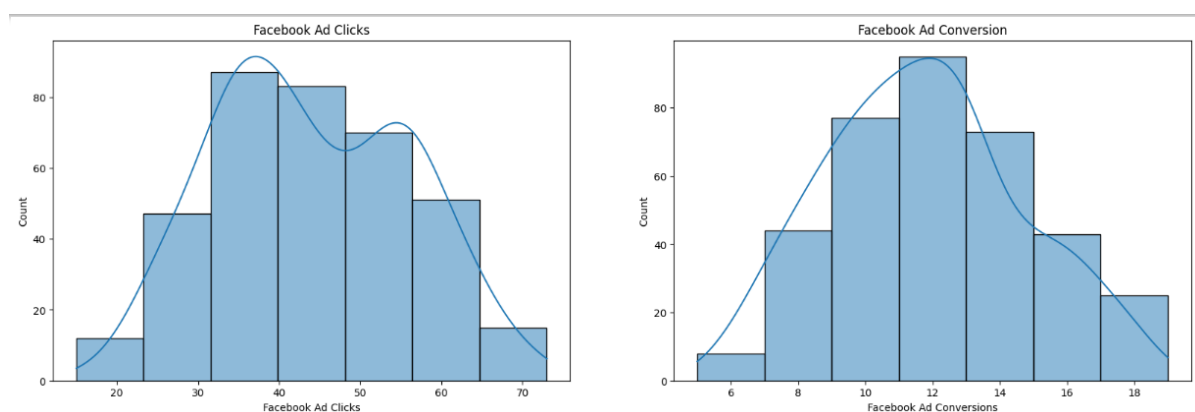 Facebook Ad Clicks
80
60
40
20
0
Count
20 30 40 50 60 70
Facebook Ad Clicks
Facebook Ad Conversion
80
60
40
20
0
Count
6 8 10 12 14 16 18
Facebook Ad Conversions